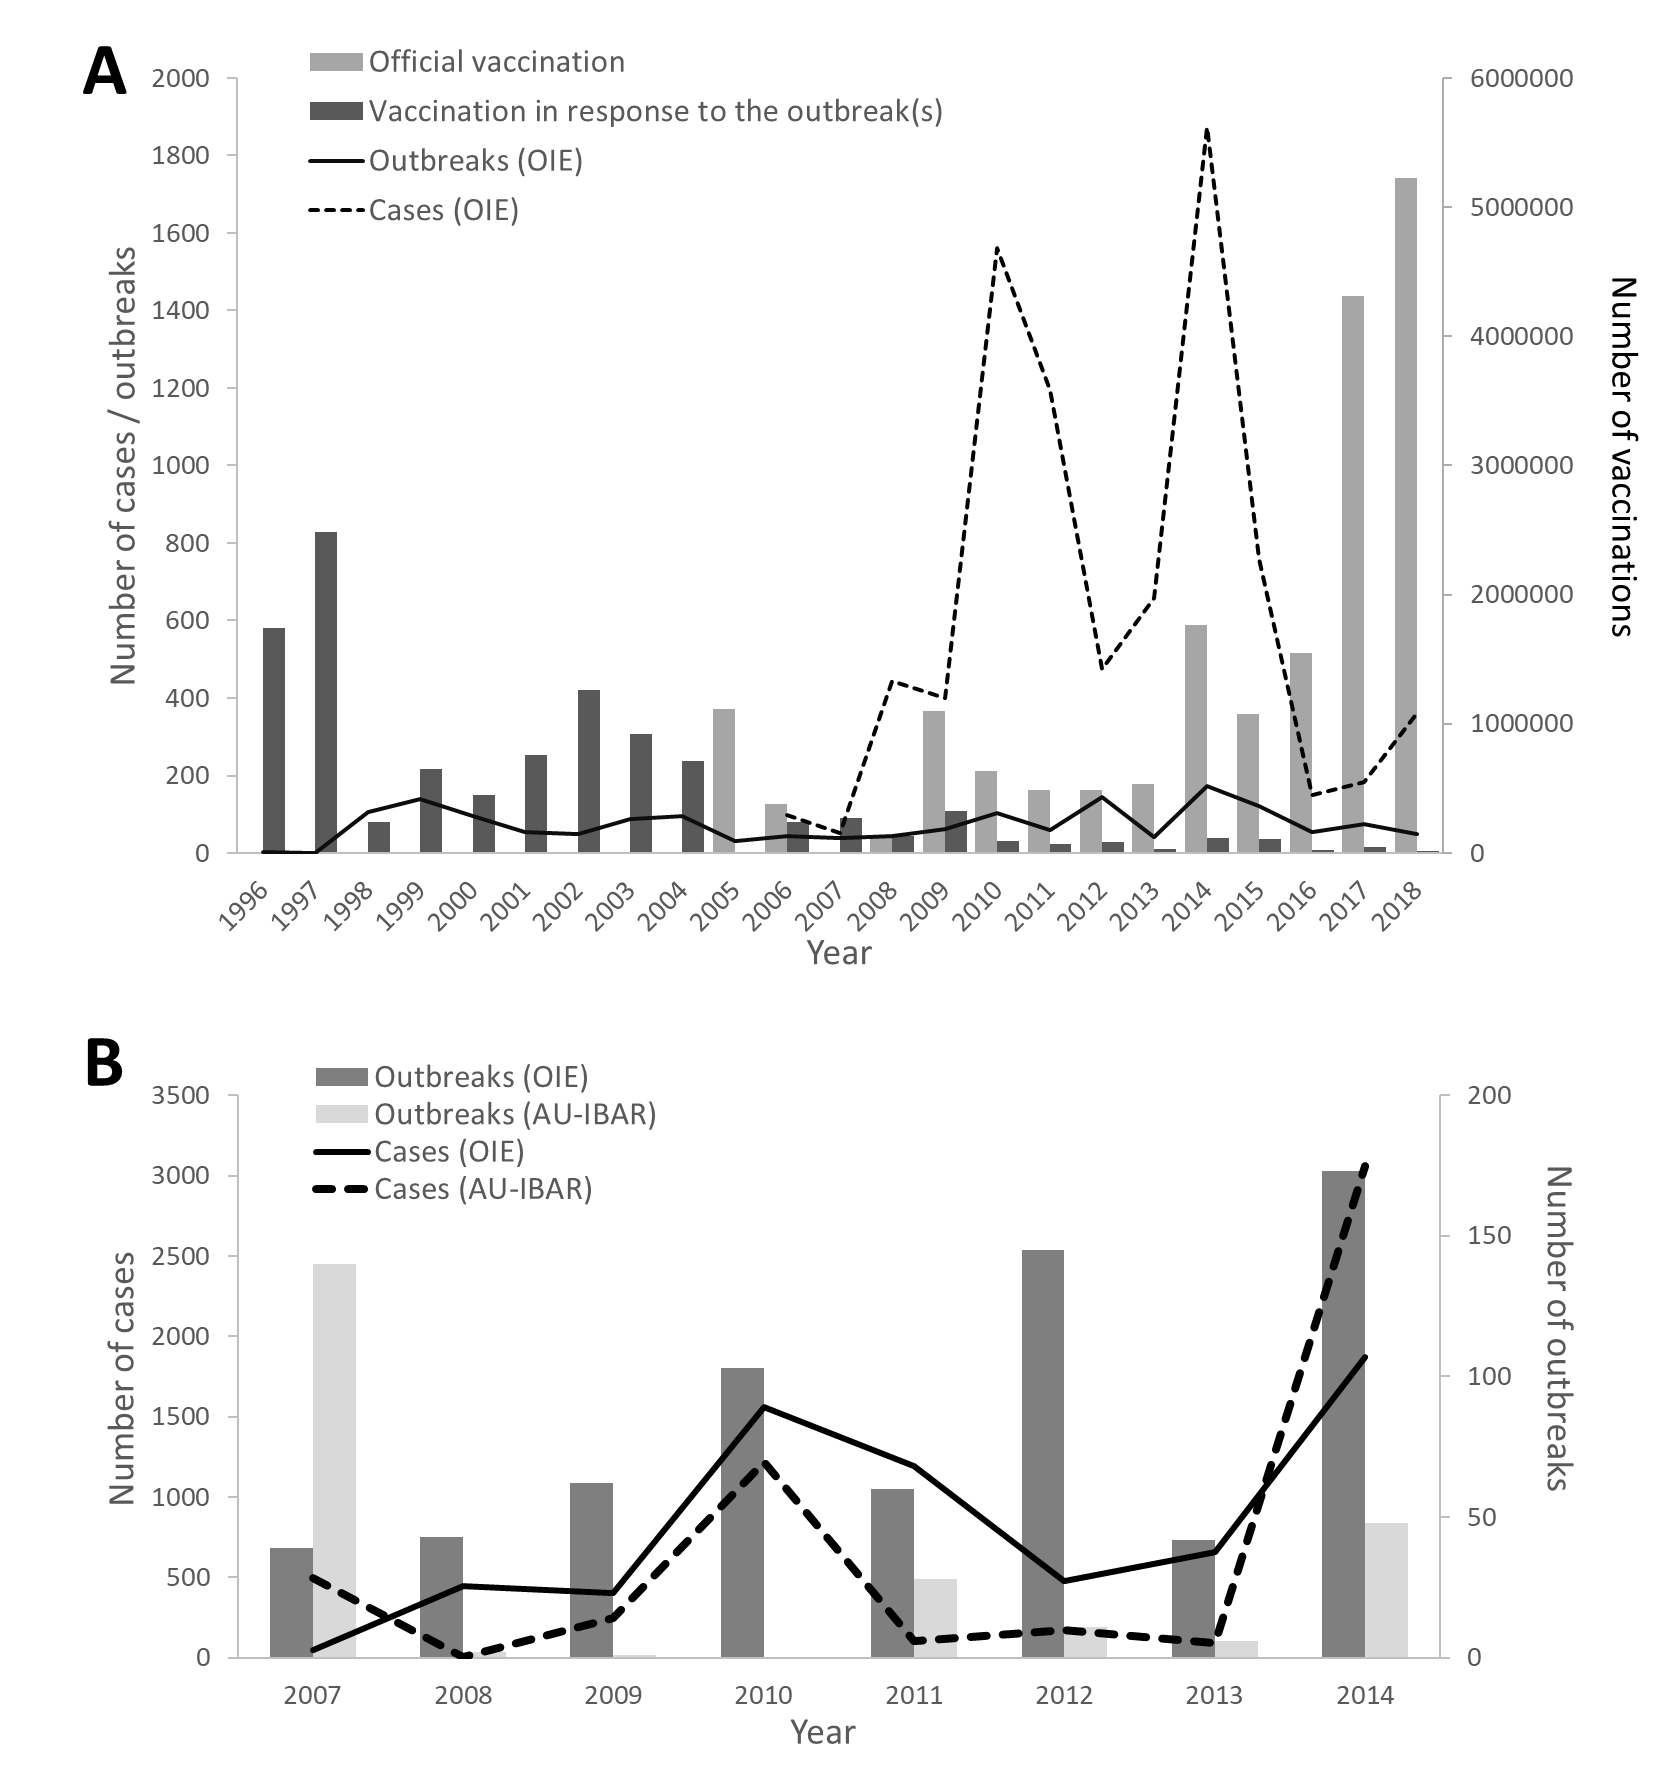 A
Official vaccination
Vaccination in response to the outbreak(s)
Outbreaks (OIE)
Cases (OIE)
2000
1800
1600
1400
1200
1000
800
600
400
200
0
Number of cases / outbreaks
6000000
5000000
4000000
3000000
2000000
1000000
0
Number of vaccinations
1996 1997 1998 1999 2000 2001 2002 2003 2004 2005 2006 2007 2008 2009 2010 2011 2012 2013 2014 2015 2016 2017 2018
Year
B
Outbreaks (OIE)
Outbreaks (AU-IBAR)
Cases (OIE)
Cases (AU-IBAR)
3500
3000
2500
2000
1500
1000
500
0
Number of cases
200
150
100
50
0
Number of outbreaks
2007 2008 2009 2010 2011 2012 2013 2014
Year